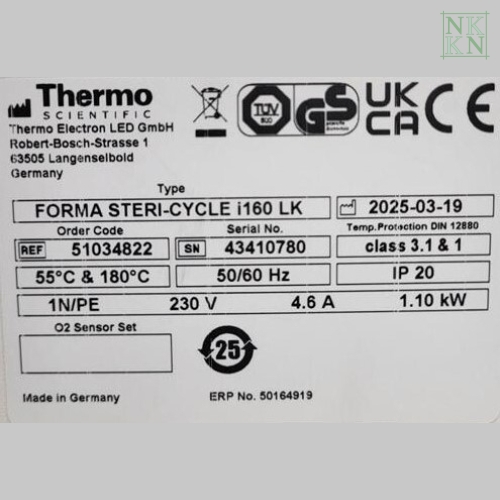 NK
KN
Thermo
SCIENTIFIC
Thermo Electron LED GmbH
Robert-Bosch-Strasse 1
63505 Langenselbold
Germany
TÜV
SÜD
GS
geprüfte
Sicherheit
UK
CA
CE
Type
FORMA STERI-CYCLE i160 LK
2025-03-19
Order Code
Serial No.
Temp.Protection DIN 12880
REF 51034822
SN 43410780
class 3.1 & 1
55°C & 180°C
50/60 Hz
IP 20
1N/PE 230 V 4.6 A 1.10 kW
O2 Sensor Set
25
Made in Germany
ERP No. 50164919